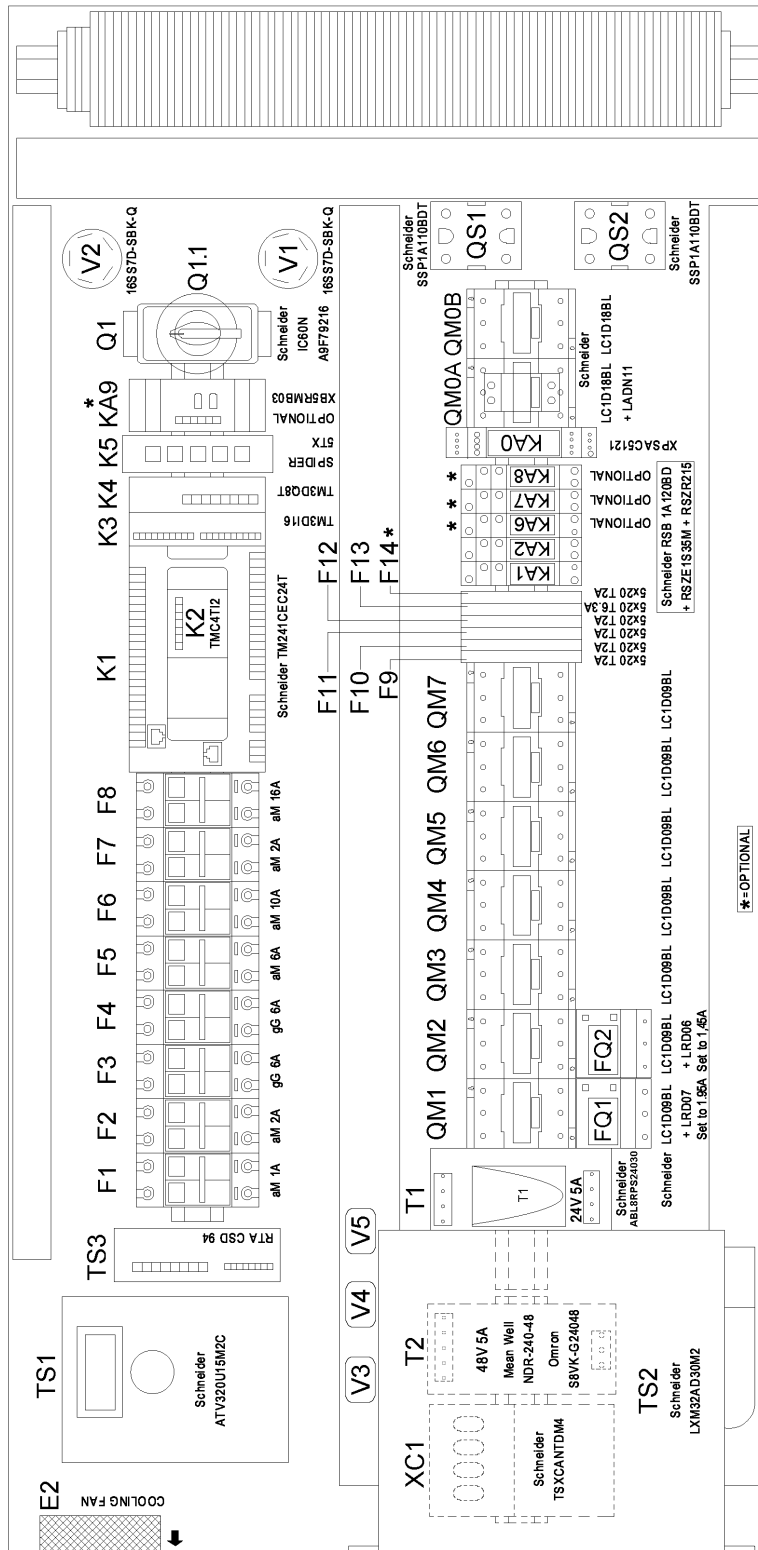 V2
16SS7D-SBK-Q
V1
16SS7D-SBK-Q
Q1
Q1.1
Schneider
IC60N
A9F79216
*
KA9
XB5RMB03
OPTIONAL
K5
5TX
SPIDER
K4
TM3DQ8T
K3
TM3DI16
K1
K2
TMC4TI2
Schneider TM241CEC24T
F8
aM 16A
F7
aM 2A
F6
aM 10A
F5
aM 6A
F4
gG 6A
F3
gG 6A
F2
aM 2A
F1
aM 1A
TS3
RTA CSD 94
TS1
Schneider
ATV320U15M2C
E2
COOLING FAN
Schneider
SSP1A110BDT
QS1
QS2
Schneider
SSP1A110BDT
QM0A QM0B
Schneider
LC1D18BL LC1D18BL
+ LADN11
KA0
XPSAC5121
* * *
KA8
KA7
KA6
KA2
KA1
OPTIONAL
OPTIONAL
OPTIONAL
Schneider RSB 1A120BD
+ RSZE1S35M + RSZR215
F12
F13
F14*
F11
F10
F9
5x20 T2A
5x20 T6.3A
5x20 T2A
5x20 T2A
5x20 T2A
5x20 T2A
QM7
LC1D09BL
QM6
LC1D09BL
QM5
LC1D09BL
QM4
LC1D09BL
QM3
LC1D09BL
QM2
LC1D09BL
+ LRD06
Set to 1,45A
FQ2
QM1
Schneider LC1D09BL
+ LRD07
Set to 1.95A
FQ1
T1
T1
24V 5A
Schneider
ABL8RPS24030
V5
V4
V3
T2
48V 5A
Mean Well
NDR-240-48
Omron
S8VK-G24048
XC1
Schneider
TSXCANTDM4
TS2
Schneider
LXM32AD30M2
*=OPTIONAL